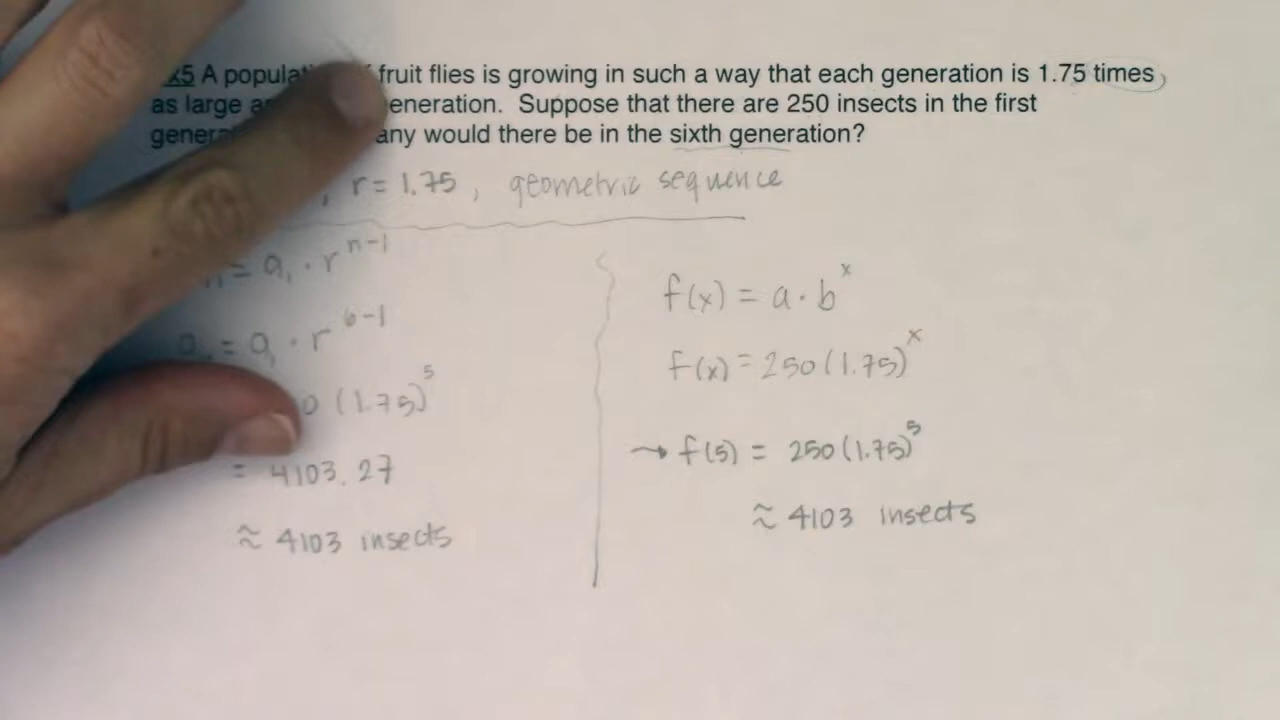 x5 A populat fruit flies is growing in such a way that each generation is 1.75 times
as large a eneration. Suppose that there are 250 insects in the first
genera any would there be in the sixth generation?
, r = 1.75 , geometric sequence
= a₁ · r^(n-1)
= a₁ · r^(6-1)
0 (1.75)^5
= 4103.27
≈ 4103 insects
f(x) = a · b^x
f(x) = 250(1.75)^x
→ f(5) = 250(1.75)^5
≈ 4103 insects